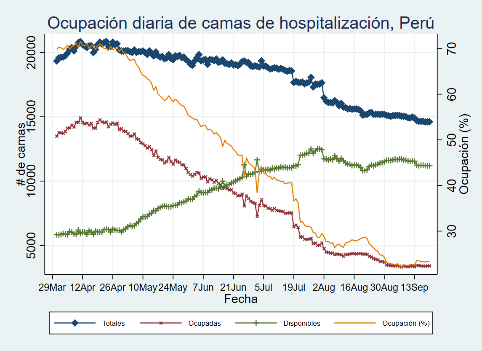 Ocupación diaria de camas de hospitalización, Perú
# de camas
20000
15000
10000
5000
Ocupación (%)
70
60
50
40
30
29Mar 12Apr 26Apr 10May 24May 7Jun 21Jun 5Jul 19Jul 2Aug 16Aug 30Aug 13Sep
Fecha
Totales Ocupadas Disponibles Ocupación (%)